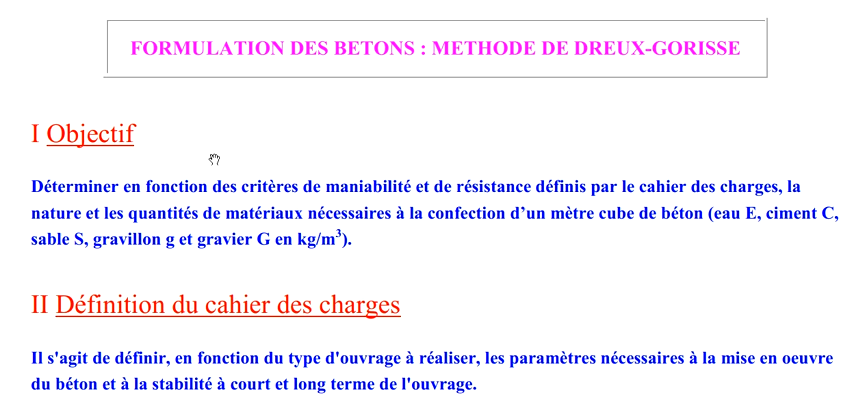 FORMULATION DES BETONS : METHODE DE DREUX-GORISSE
I Objectif
Déterminer en fonction des critères de maniabilité et de résistance définis par le cahier des charges, la
nature et les quantités de matériaux nécessaires à la confection d’un mètre cube de béton (eau E, ciment C,
sable S, gravillon g et gravier G en kg/m³).
II Définition du cahier des charges
Il s'agit de définir, en fonction du type d'ouvrage à réaliser, les paramètres nécessaires à la mise en oeuvre
du béton et à la stabilité à court et long terme de l'ouvrage.